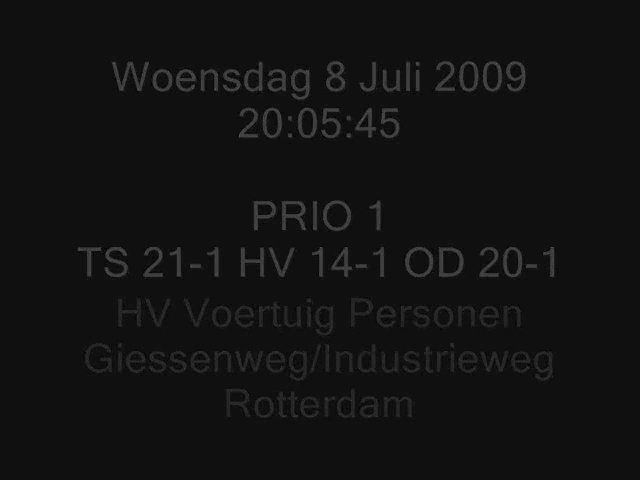 Woensdag 8 Juli 2009
20:05:45
PRIO 1
TS 21-1 HV 14-1 OD 20-1
HV Voertuig Personen
Giessenweg/Industrieweg
Rotterdam